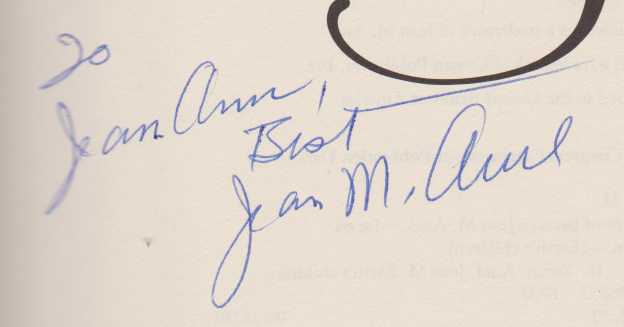 To
Jean Ann,
Best
Jean M. Auel